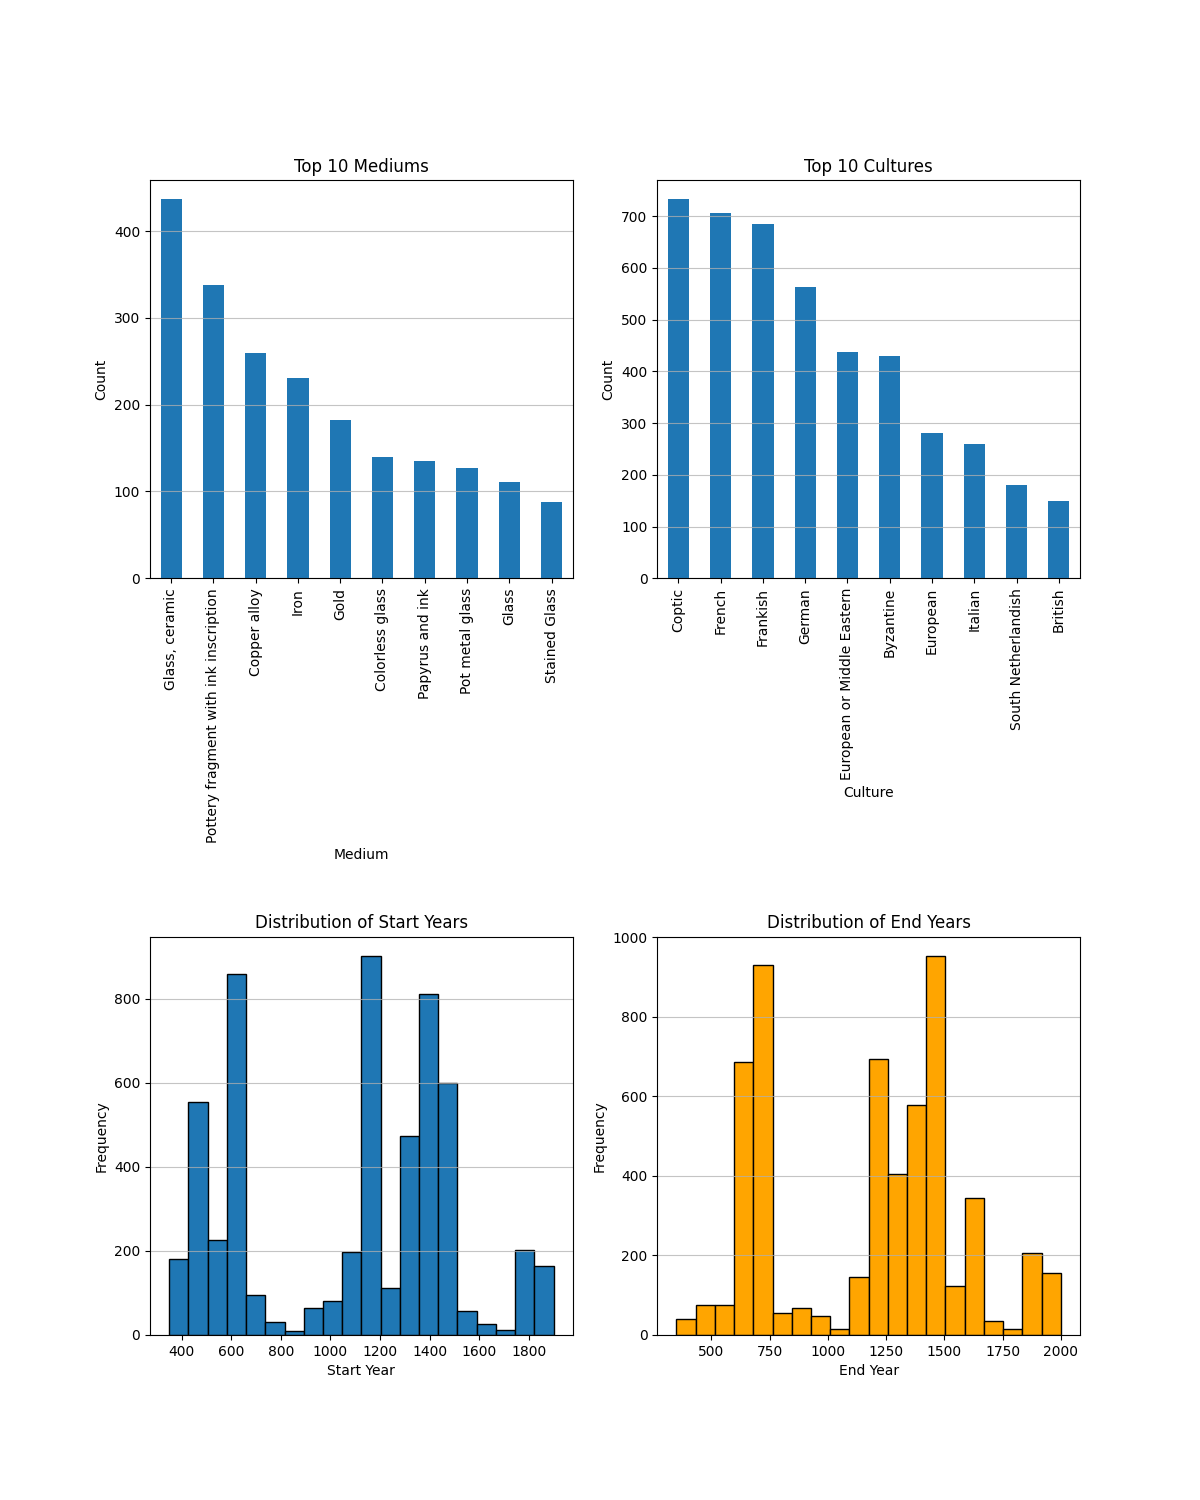 Top 10 Mediums
400
300
200
100
0
Count
Glass, ceramic
Pottery fragment with ink inscription
Copper alloy
Iron
Gold
Colorless glass
Papyrus and ink
Pot metal glass
Glass
Stained Glass
Medium
Top 10 Cultures
700
600
500
400
300
200
100
0
Count
Coptic
French
Frankish
German
European or Middle Eastern
Byzantine
European
Italian
South Netherlandish
British
Culture
Distribution of Start Years
800
600
400
200
0
Frequency
400 600 800 1000 1200 1400 1600 1800
Start Year
Distribution of End Years
1000
800
600
400
200
0
Frequency
500 750 1000 1250 1500 1750 2000
End Year